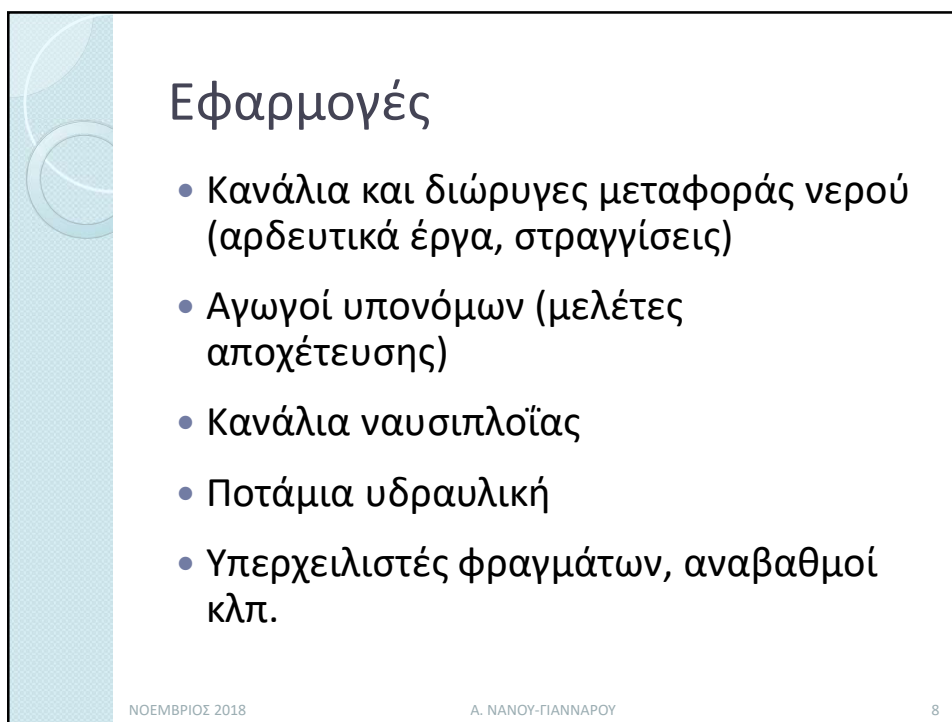 Εφαρμογές
• Κανάλια και διώρυγες μεταφοράς νερού
(αρδευτικά έργα, στραγγίσεις)
• Αγωγοί υπονόμων (μελέτες
αποχέτευσης)
• Κανάλια ναυσιπλοΐας
• Ποτάμια υδραυλική
• Υπερχειλιστές φραγμάτων, αναβαθμοί
κλπ.
ΝΟΕΜΒΡΙΟΣ 2018 Α. ΝΑΝΟΥ-ΓΙΑΝΝΑΡΟΥ 8